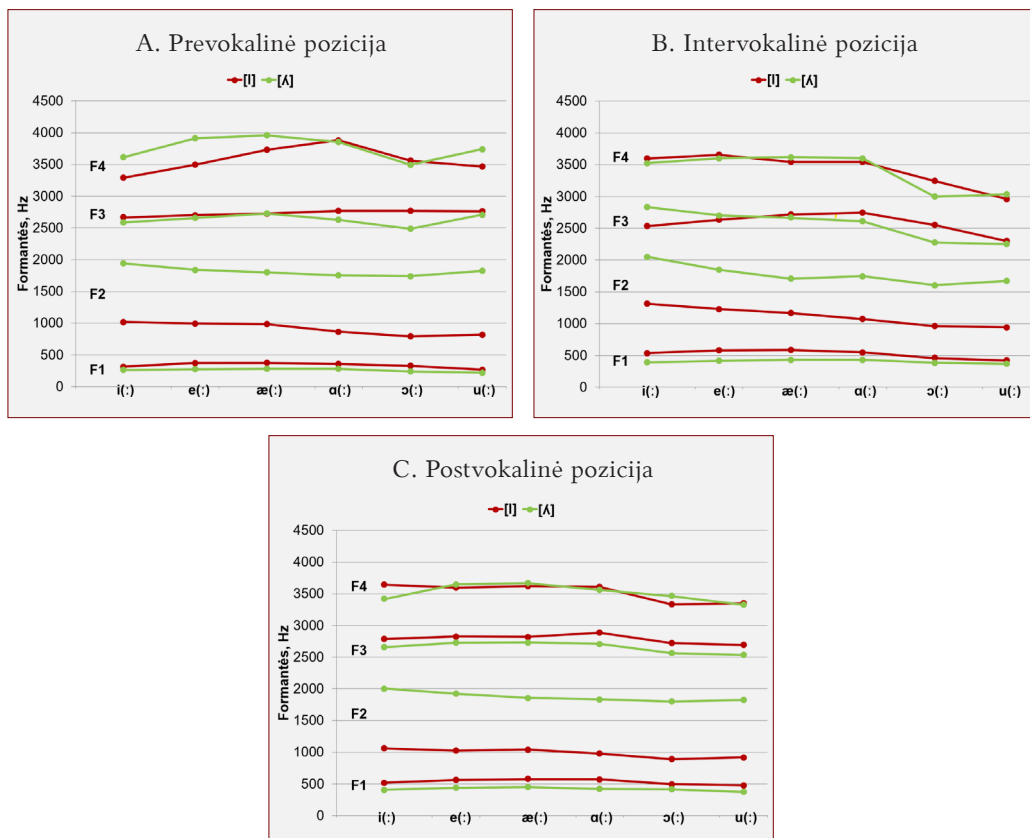 A. Prevokalinė pozicija
[l] [ʎ]
Formantės, Hz
4500
4000
3500
3000
2500
2000
1500
1000
500
0
F4
F3
F2
F1
i(ː) e(ː) æ(ː) ɑ(ː) ɔ(ː) u(ː)
B. Intervokalinė pozicija
[l] [ʎ]
Formantės, Hz
4500
4000
3500
3000
2500
2000
1500
1000
500
0
F4
F3
F2
F1
i(ː) e(ː) æ(ː) ɑ(ː) ɔ(ː) u(ː)
C. Postvokalinė pozicija
[l] [ʎ]
Formantės, Hz
4500
4000
3500
3000
2500
2000
1500
1000
500
0
F4
F3
F2
F1
i(ː) e(ː) æ(ː) ɑ(ː) ɔ(ː) u(ː)